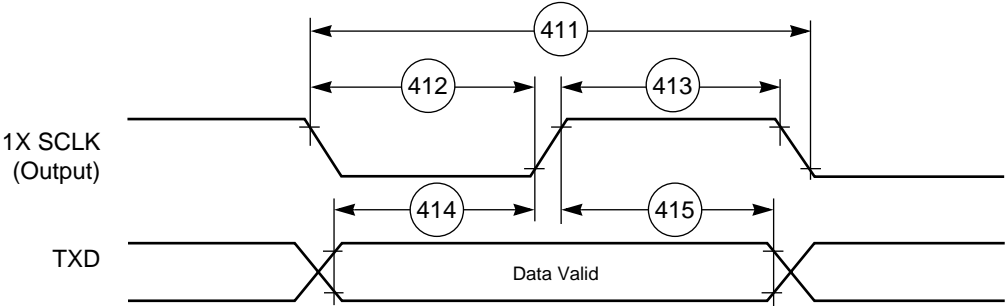 411
412
413
1X SCLK
(Output)
414
415
TXD
Data Valid